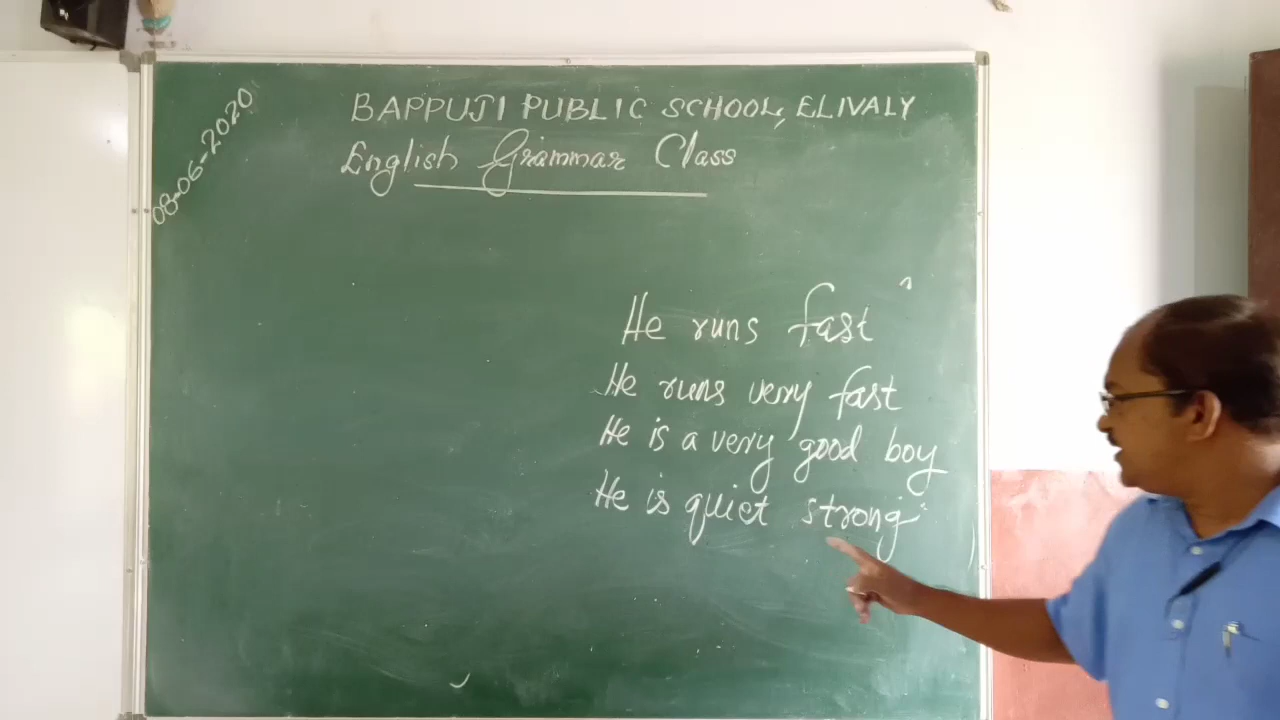 08-06-2020
BAPPUJI PUBLIC SCHOOL, ELIVALY
English Grammar Class
He runs fast
He runs very fast
He is a very good boy
He is quiet strong